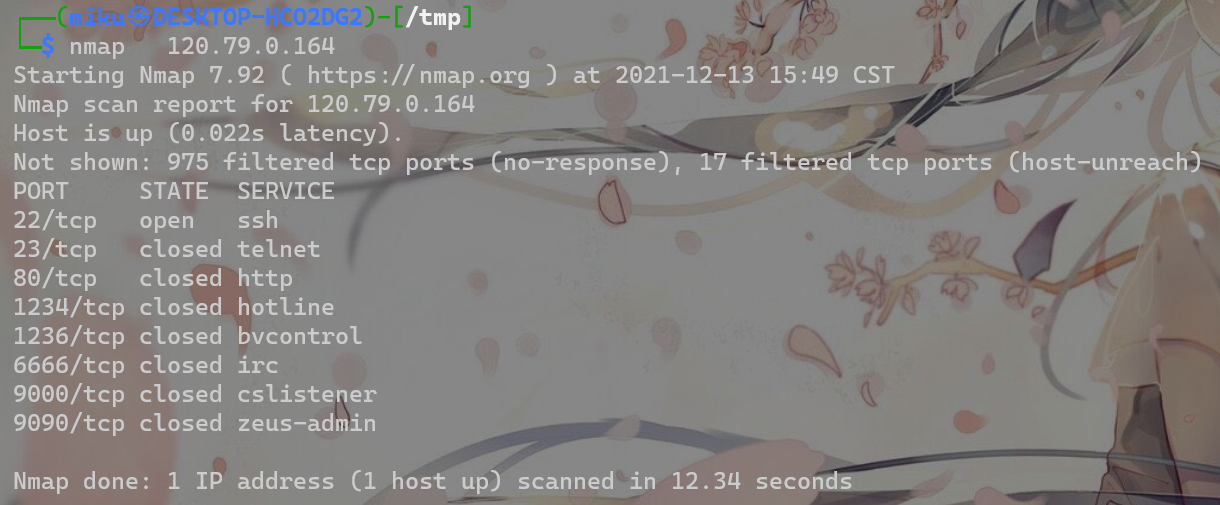 ┌──(miku㉿DESKTOP-HCO2DG2)-[/tmp]
└─$ nmap   120.79.0.164
Starting Nmap 7.92 ( https://nmap.org ) at 2021-12-13 15:49 CST
Nmap scan report for 120.79.0.164
Host is up (0.022s latency).
Not shown: 975 filtered tcp ports (no-response), 17 filtered tcp ports (host-unreach)
PORT     STATE  SERVICE
22/tcp   open   ssh
23/tcp   closed telnet
80/tcp   closed http
1234/tcp closed hotline
1236/tcp closed bvcontrol
6666/tcp closed irc
9000/tcp closed cslistener
9090/tcp closed zeus-admin
Nmap done: 1 IP address (1 host up) scanned in 12.34 seconds